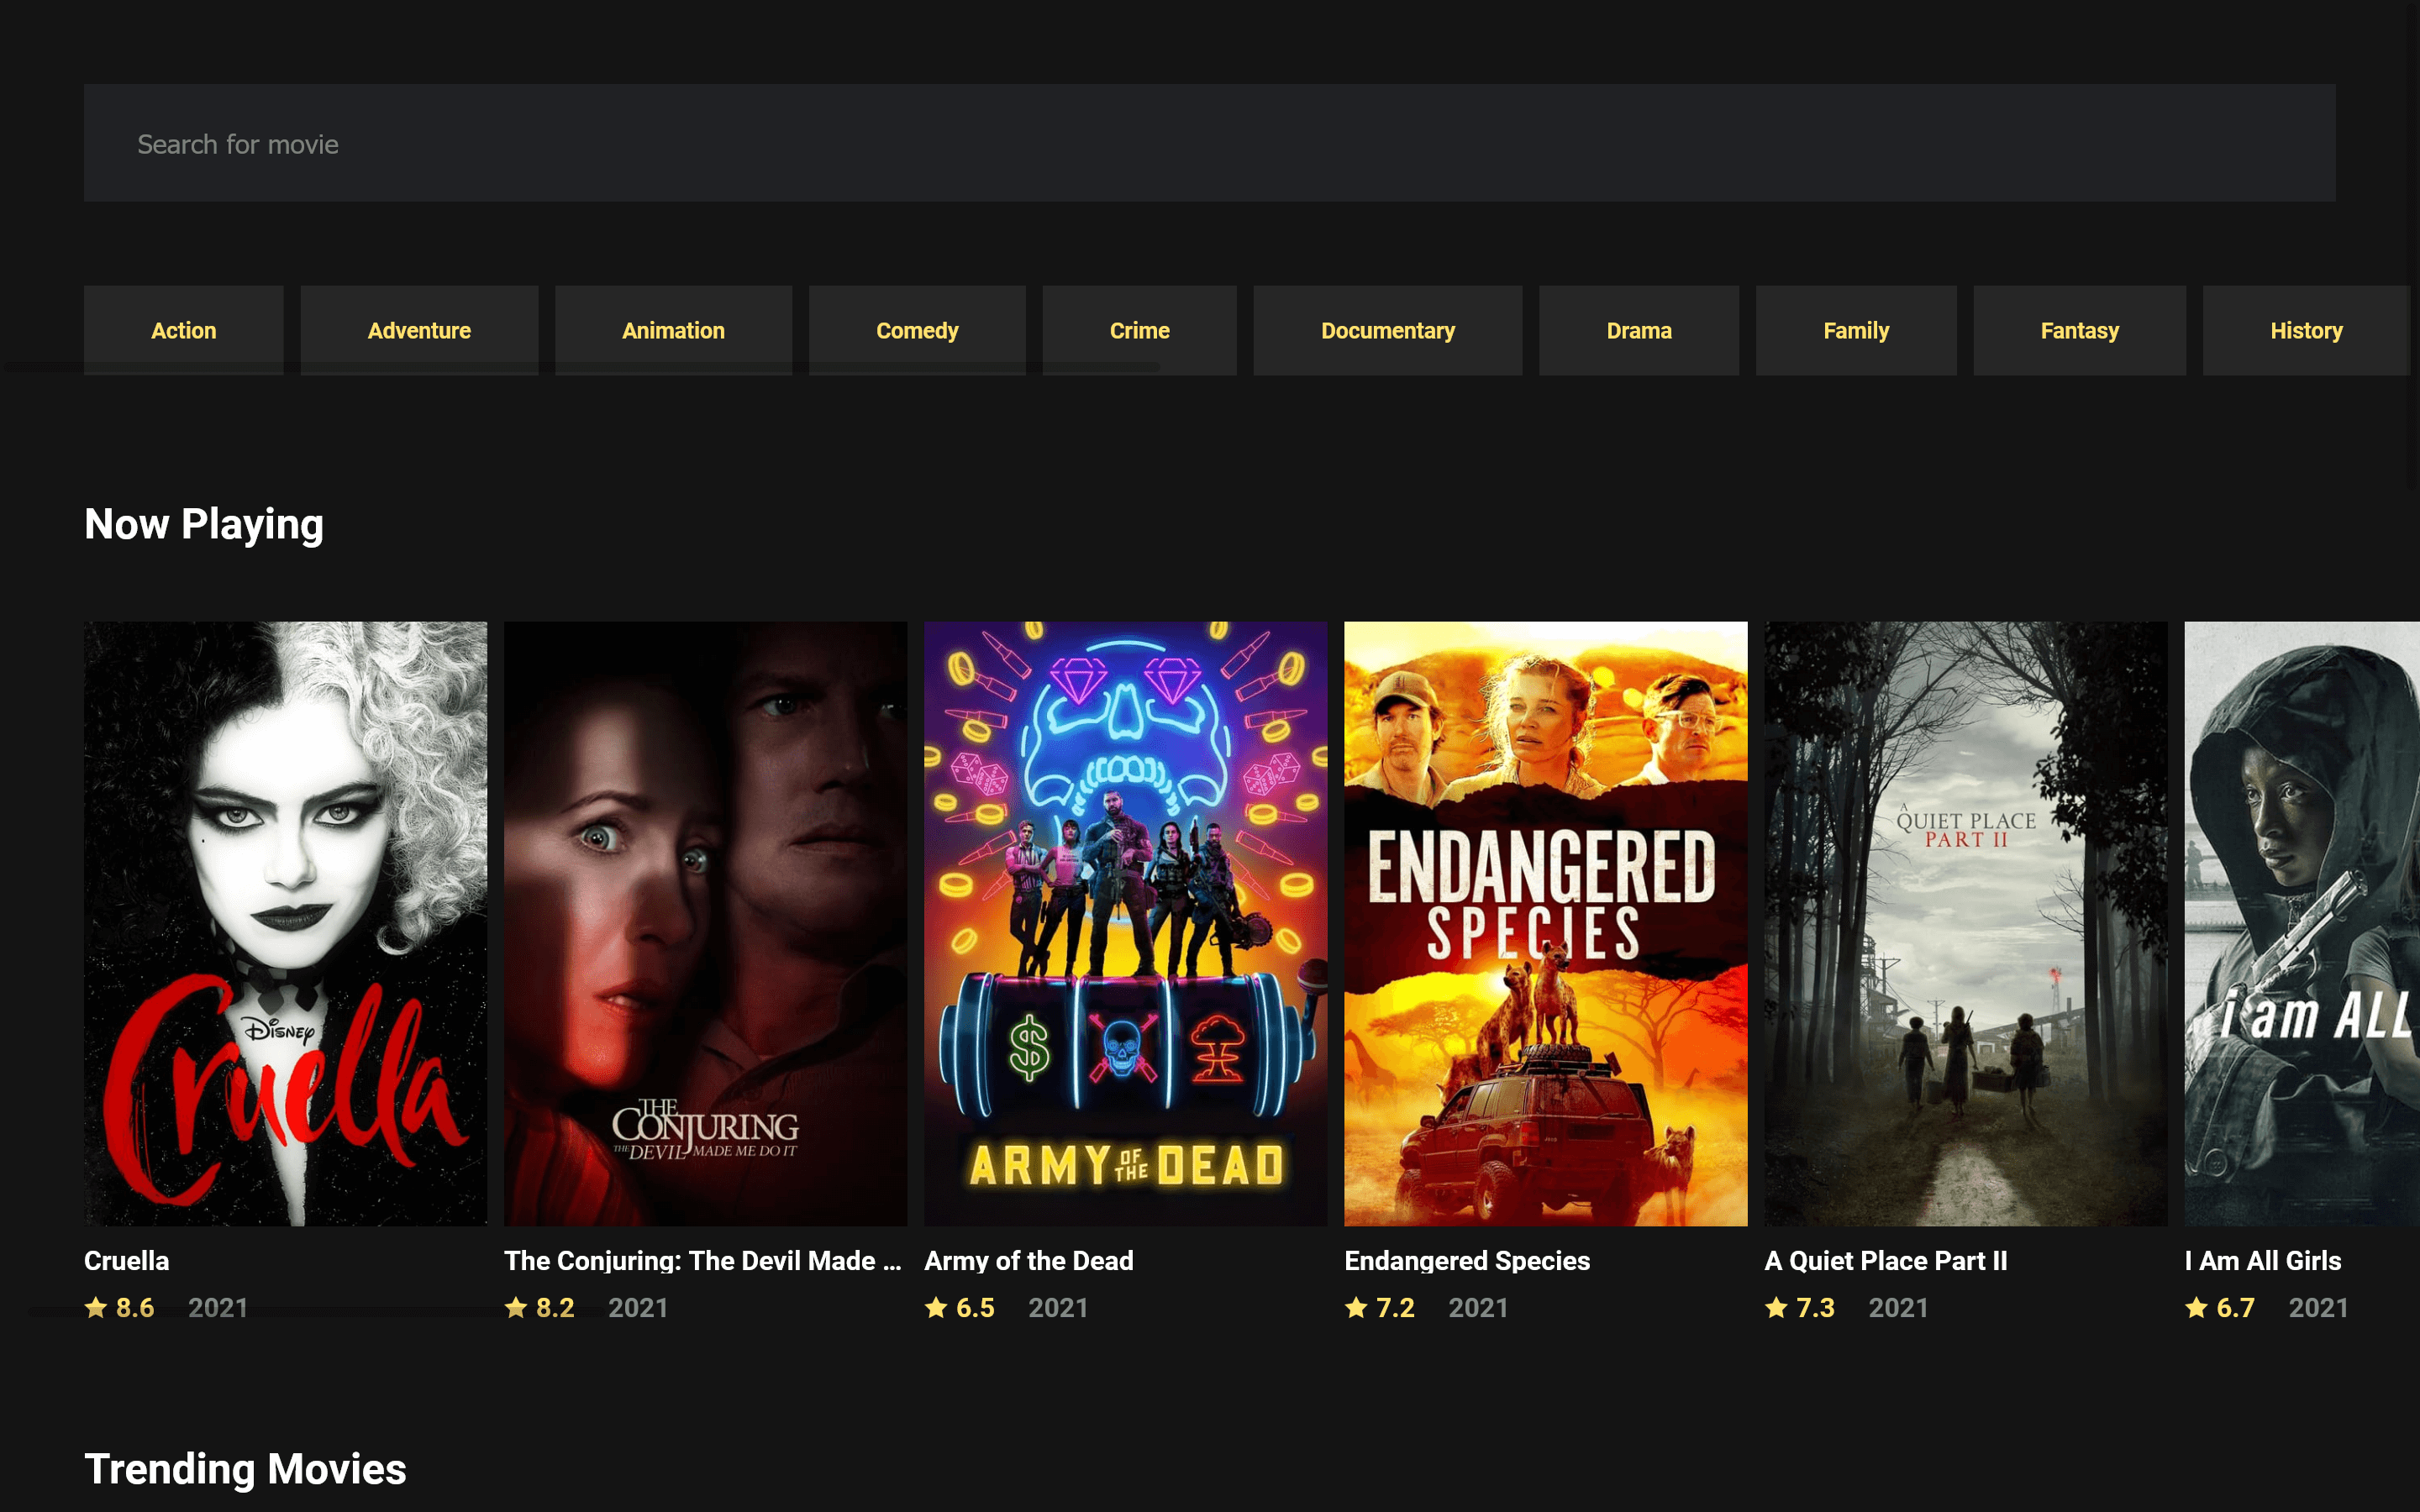 Search for movie
Action
Adventure
Animation
Comedy
Crime
Documentary
Drama
Family
Fantasy
History
Now Playing
DISNEY
Cruella
THE
CONJURING
THE DEVIL MADE ME DO IT
ARMY OF THE DEAD
ENDANGERED
SPECIES
A
QUIET PLACE
PART II
i am ALL
Cruella
The Conjuring: The Devil Made ...
Army of the Dead
Endangered Species
A Quiet Place Part II
I Am All Girls
8.6 2021
8.2 2021
6.5 2021
7.2 2021
7.3 2021
6.7 2021
Trending Movies